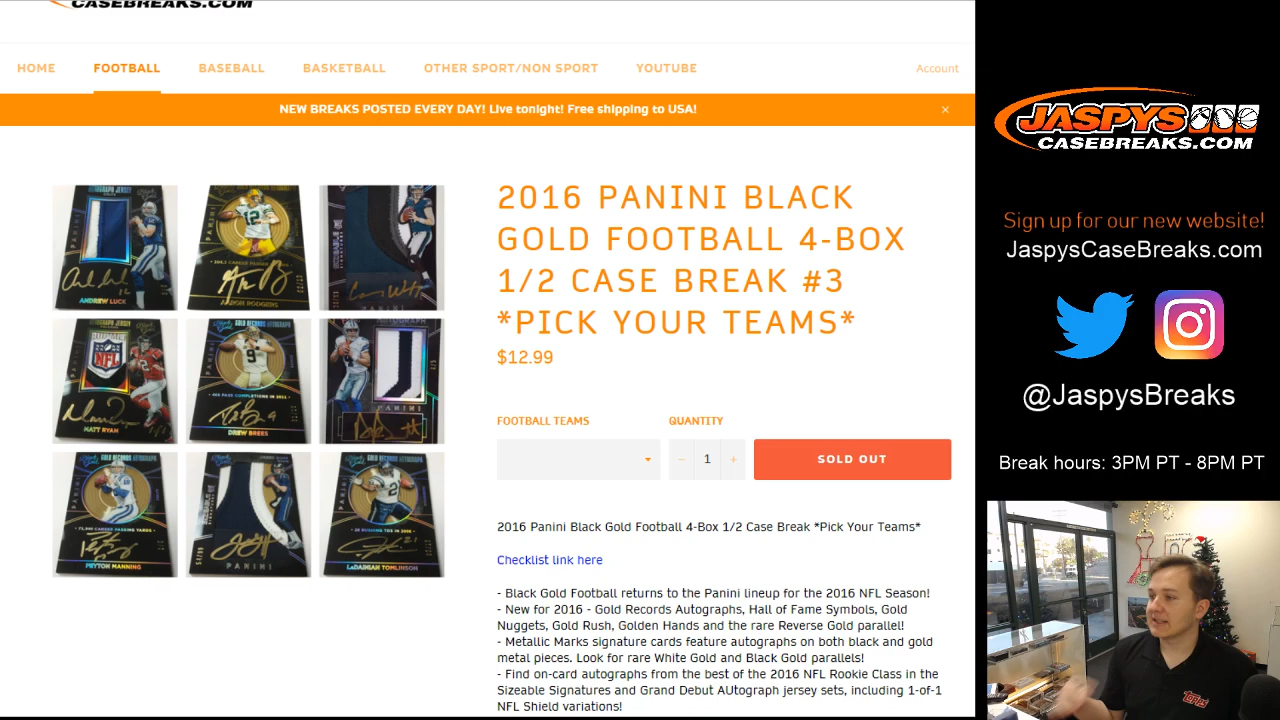 CASEBREAKS.COM
HOME FOOTBALL BASEBALL BASKETBALL OTHER SPORT/NON SPORT YOUTUBE Account
NEW BREAKS POSTED EVERY DAY! Live tonight! Free shipping to USA! ×
2016 PANINI BLACK
GOLD FOOTBALL 4-BOX
1/2 CASE BREAK #3
*PICK YOUR TEAMS*
$12.99
FOOTBALL TEAMS QUANTITY
− 1 + SOLD OUT
2016 Panini Black Gold Football 4-Box 1/2 Case Break *Pick Your Teams*
Checklist link here
- Black Gold Football returns to the Panini lineup for the 2016 NFL Season!
- New for 2016 - Gold Records Autographs, Hall of Fame Symbols, Gold
Nuggets, Gold Rush, Golden Hands and the rare Reverse Gold parallel!
- Metallic Marks signature cards feature autographs on both black and gold
metal pieces. Look for rare White Gold and Black Gold parallels!
- Find on-card autographs from the best of the 2016 NFL Rookie Class in the
Sizeable Signatures and Grand Debut AUtograph jersey sets, including 1-of-1
NFL Shield variations!
ANDREW LUCK
AARON RODGERS
PANINI
NFL
MATT RYAN
DREW BREES
PANINI
PEYTON MANNING
PANINI
LaDAINIAN TOMLINSON
JASPYS
CASEBREAKS.COM
Sign up for our new website!
JaspysCaseBreaks.com
@JaspysBreaks
Break hours: 3PM PT - 8PM PT
TOPPS